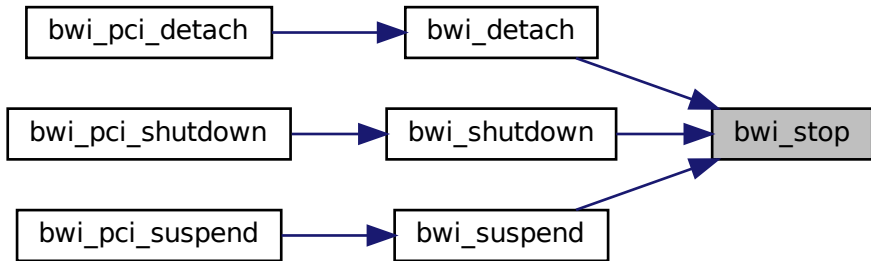 bwi_pci_detach
bwi_detach
bwi_pci_shutdown
bwi_shutdown
bwi_stop
bwi_pci_suspend
bwi_suspend